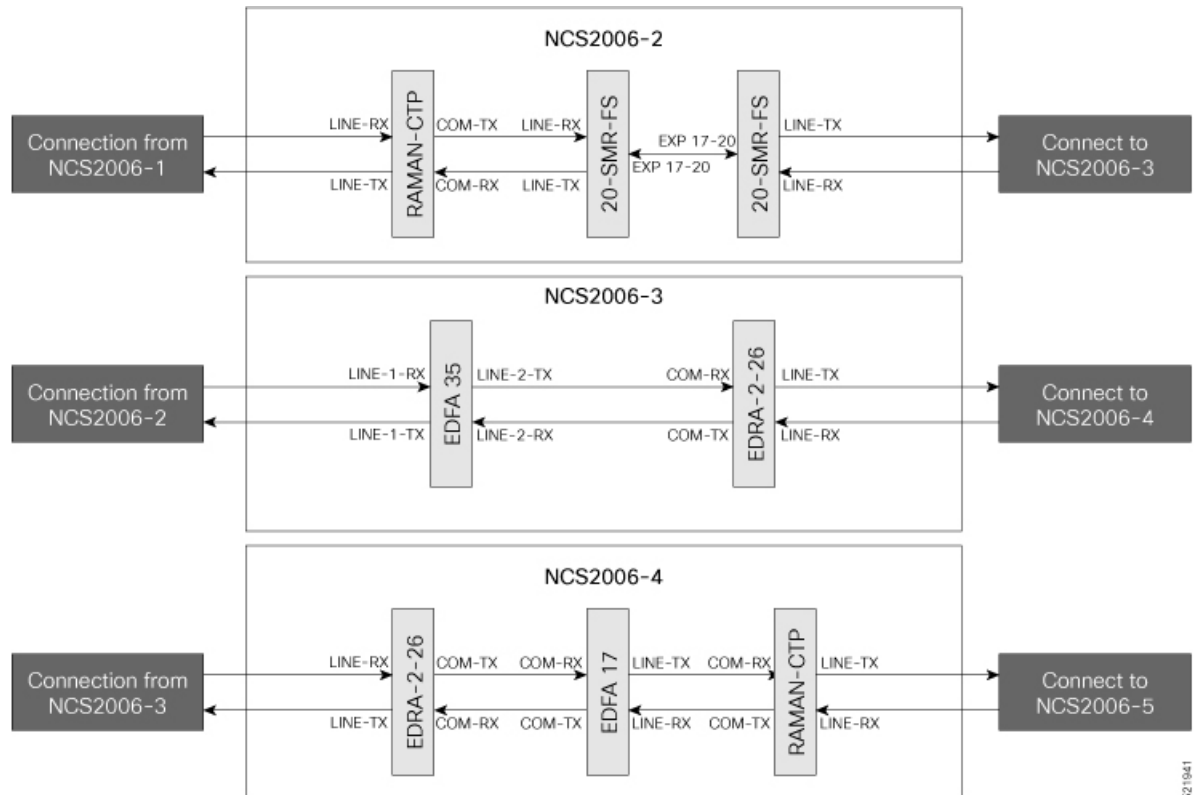 NCS2006-2
Connection from
NCS2006-1
LINE-RX
LINE-TX
RAMAN-CTP
COM-TX
COM-RX
LINE-RX
LINE-TX
20-SMR-FS
EXP 17-20
EXP 17-20
20-SMR-FS
LINE-TX
LINE-RX
Connect to
NCS2006-3
NCS2006-3
Connection from
NCS2006-2
LINE-1-RX
LINE-1-TX
EDFA 35
LINE-2-TX
LINE-2-RX
COM-RX
COM-TX
EDRA-2-26
LINE-TX
LINE-RX
Connect to
NCS2006-4
NCS2006-4
Connection from
NCS2006-3
LINE-RX
LINE-TX
EDRA-2-26
COM-TX
COM-RX
COM-RX
COM-TX
EDFA 17
LINE-TX
LINE-RX
COM-RX
COM-TX
RAMAN-CTP
LINE-TX
LINE-RX
Connect to
NCS2006-5